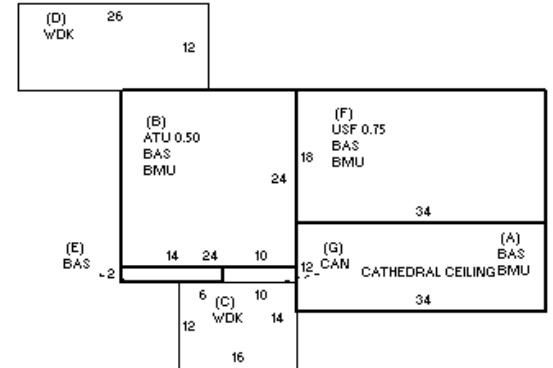 (D)
WDK
26
12
(B)
ATU 0.50
BAS
BMU
24
(F)
USF 0.75
BAS
BMU
18
34
(E)
BAS
2
14 24 10
(G)
CAN
12
(A)
BAS
CATHEDRAL CEILING BMU
34
6 10
(C)
WDK
12
14
16